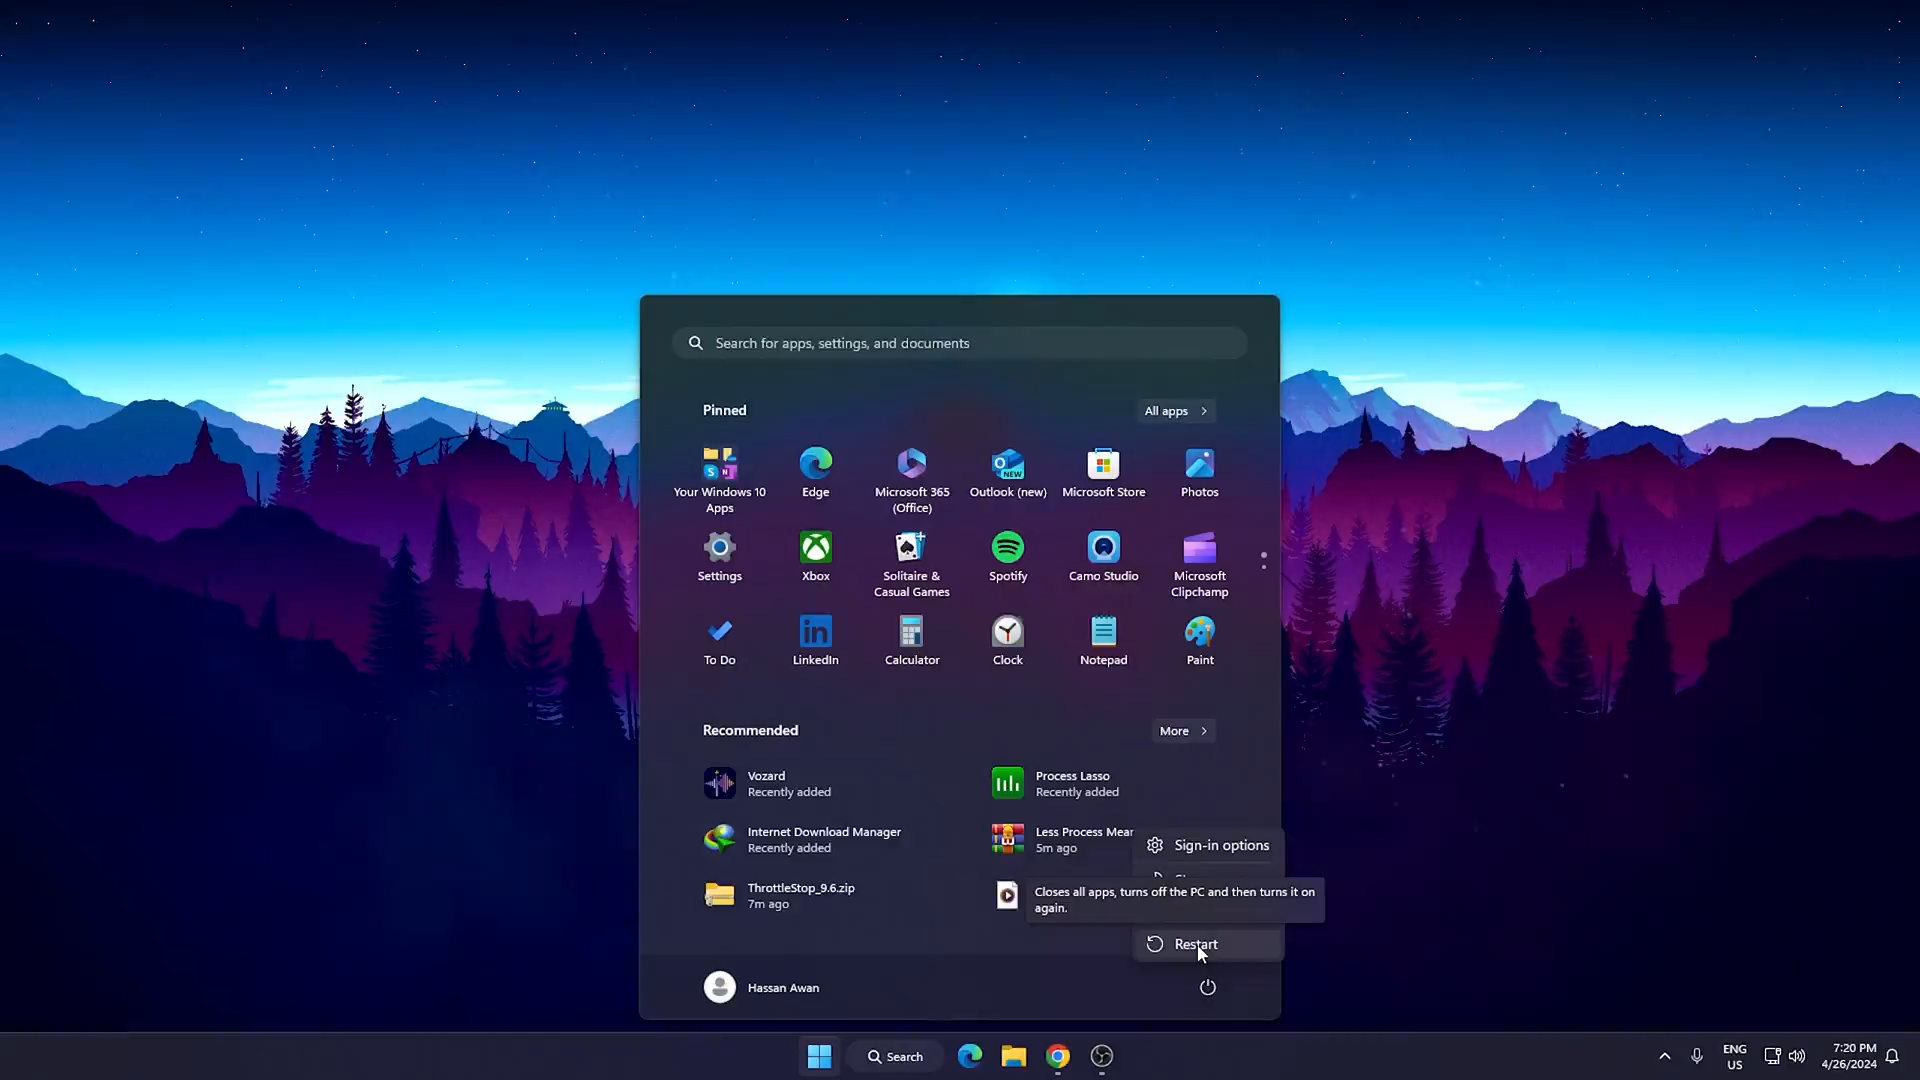 Search for apps, settings, and documents
Pinned
All apps
Your Windows 10
Apps
Edge
Microsoft 365
(Office)
Outlook (new)
Microsoft Store
Photos
Settings
Xbox
Solitaire &
Casual Games
Spotify
Camo Studio
Microsoft
Clipchamp
To Do
LinkedIn
Calculator
Clock
Notepad
Paint
Recommended
More
Vozard
Recently added
Process Lasso
Recently added
Internet Download Manager
Recently added
Less Process Mear
5m ago
Sign-in options
ThrottleStop_9.6.zip
7m ago
Closes all apps, turns off the PC and then turns it on
again.
Restart
Hassan Awan
Search
ENG
US
7:20 PM
4/26/2024